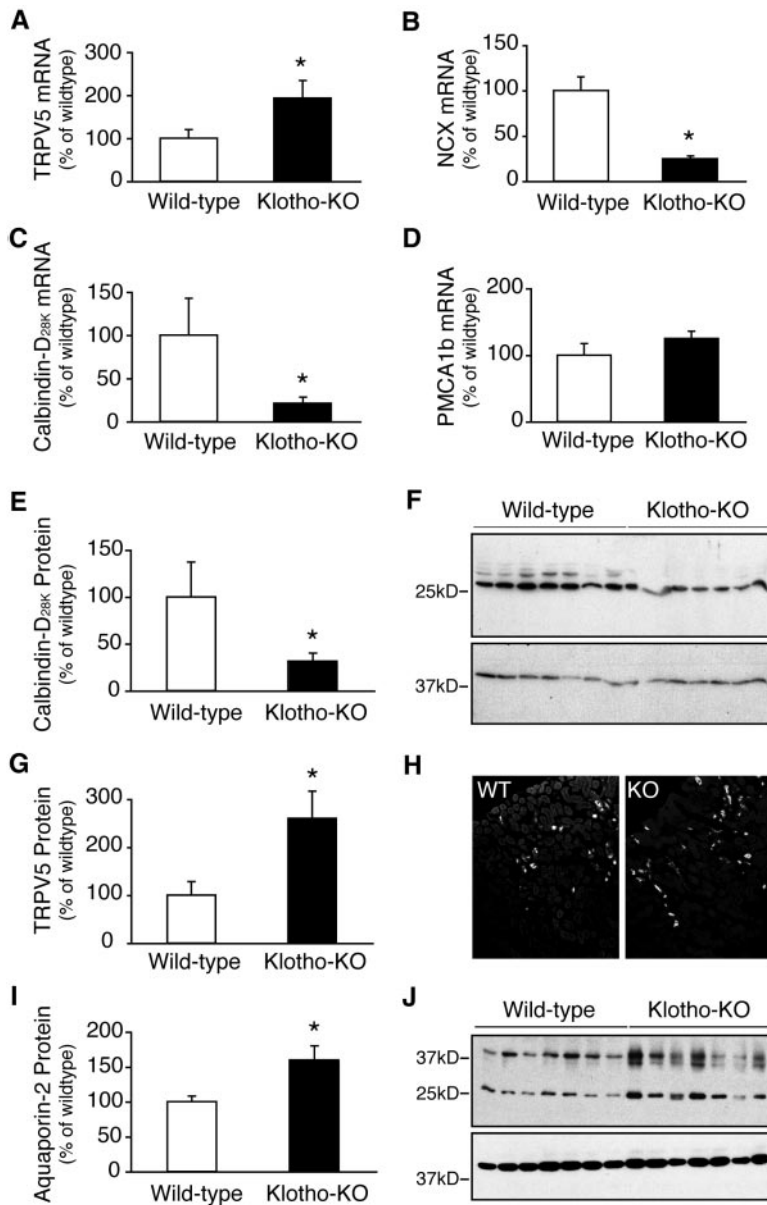 A
TRPV5 mRNA
(% of wildtype)
300
200
100
0
*
Wild-type Klotho-KO
B
NCX mRNA
(% of wildtype)
150
100
50
0
*
Wild-type Klotho-KO
C
Calbindin-D28K mRNA
(% of wildtype)
150
100
50
0
*
Wild-type Klotho-KO
D
PMCA1b mRNA
(% of wildtype)
200
100
0
Wild-type Klotho-KO
E
Calbindin-D28K Protein
(% of wildtype)
150
100
50
0
*
Wild-type Klotho-KO
F
Wild-type Klotho-KO
25kD
37kD
G
TRPV5 Protein
(% of wildtype)
300
200
100
0
*
Wild-type Klotho-KO
H
WT
KO
I
Aquaporin-2 Protein
(% of wildtype)
200
150
100
50
0
*
Wild-type Klotho-KO
J
Wild-type Klotho-KO
37kD
25kD
37kD